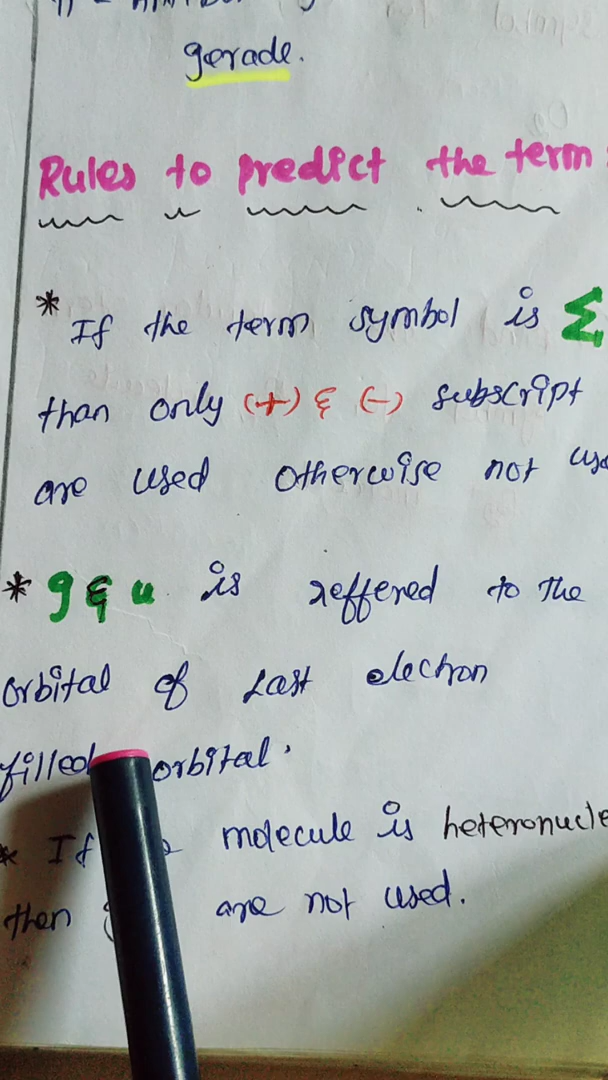 gerade.
Rules to predict the term
* If the term symbol is Σ
than only (+) & (-) subscript
are used otherwise not use
* g & u is reffered to the
orbital of Last electron
filled orbital.
* If molecule is heteronucle
then are not used.